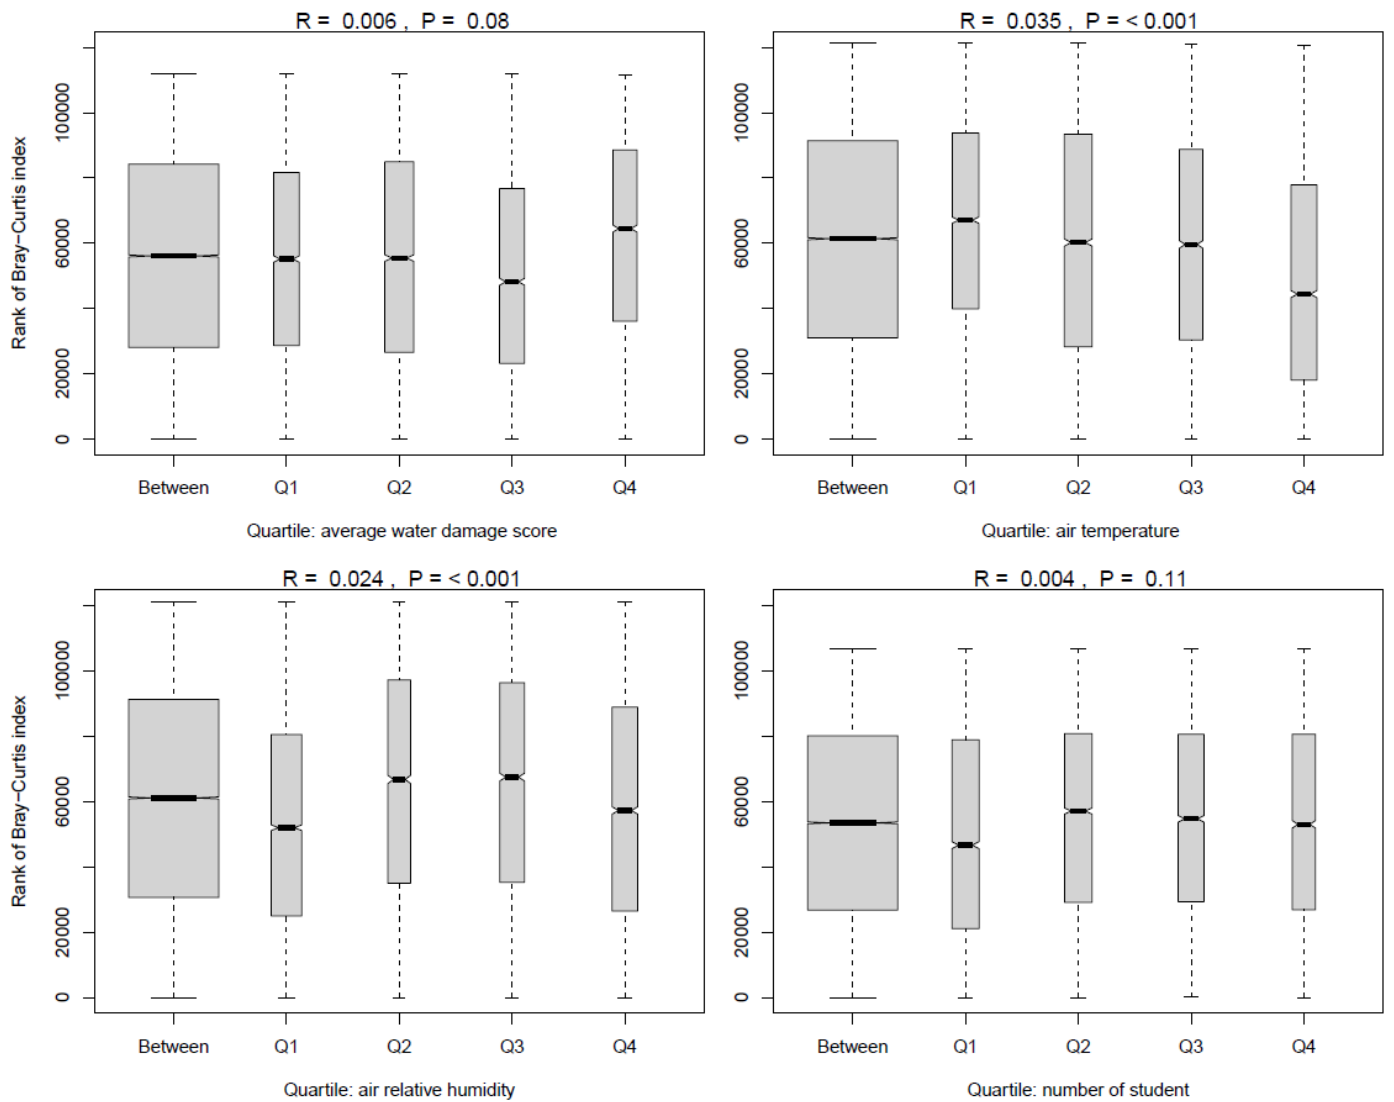 R = 0.006 , P = 0.08
Rank of Bray−Curtis index
0 20000 60000 100000
Between Q1 Q2 Q3 Q4
Quartile: average water damage score
R = 0.035 , P = < 0.001
0 20000 60000 100000
Between Q1 Q2 Q3 Q4
Quartile: air temperature
R = 0.024 , P = < 0.001
Rank of Bray−Curtis index
0 20000 60000 100000
Between Q1 Q2 Q3 Q4
Quartile: air relative humidity
R = 0.004 , P = 0.11
0 20000 60000 100000
Between Q1 Q2 Q3 Q4
Quartile: number of student